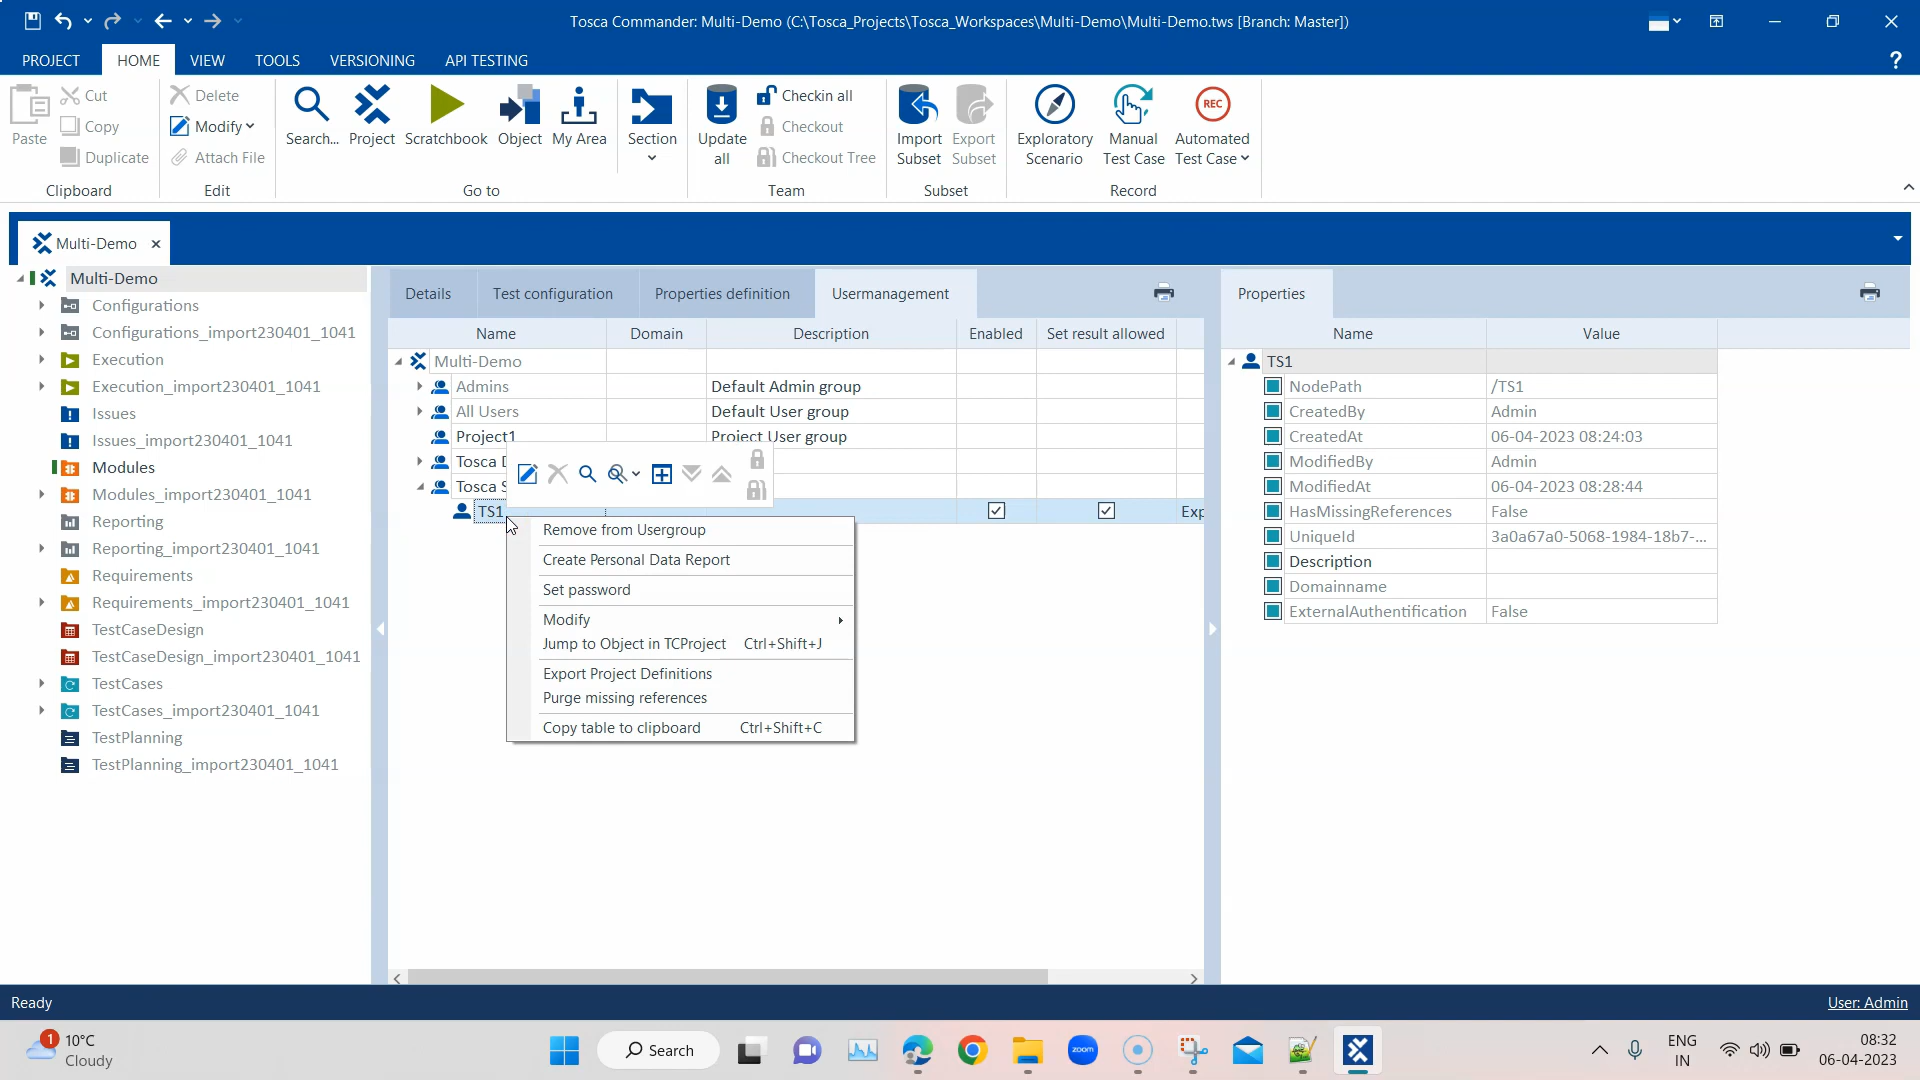 Tosca Commander: Multi-Demo (C:\Tosca_Projects\Tosca_Workspaces\Multi-Demo\Multi-Demo.tws [Branch: Master])
PROJECT HOME VIEW TOOLS VERSIONING API TESTING ?
Paste
Cut
Copy
Duplicate
Clipboard
Delete
Modify
Attach File
Edit
Search... Project Scratchbook Object My Area Section
Go to
Update all
Checkin all
Checkout
Checkout Tree
Team
Import Subset
Export Subset
Subset
Exploratory Scenario
Manual Test Case
REC
Automated Test Case
Record
Multi-Demo
Multi-Demo
Configurations
Configurations_import230401_1041
Execution
Execution_import230401_1041
Issues
Issues_import230401_1041
Modules
Modules_import230401_1041
Reporting
Reporting_import230401_1041
Requirements
Requirements_import230401_1041
TestCaseDesign
TestCaseDesign_import230401_1041
TestCases
TestCases_import230401_1041
TestPlanning
TestPlanning_import230401_1041
Details Test configuration Properties definition Usermanagement
Name Domain Description Enabled Set result allowed
Multi-Demo
Admins Default Admin group
All Users Default User group
Project1 Project User group
Tosca D
Tosca S
TS1 Exp
Remove from Usergroup
Create Personal Data Report
Set password
Modify
Jump to Object in TCProject Ctrl+Shift+J
Export Project Definitions
Purge missing references
Copy table to clipboard Ctrl+Shift+C
Properties
Name Value
TS1
NodePath /TS1
CreatedBy Admin
CreatedAt 06-04-2023 08:24:03
ModifiedBy Admin
ModifiedAt 06-04-2023 08:28:44
HasMissingReferences False
UniqueId 3a0a67a0-5068-1984-18b7-...
Description
Domainname
ExternalAuthentification False
Ready User: Admin
1
10°C
Cloudy
Search
zoom
ENG
IN
08:32
06-04-2023